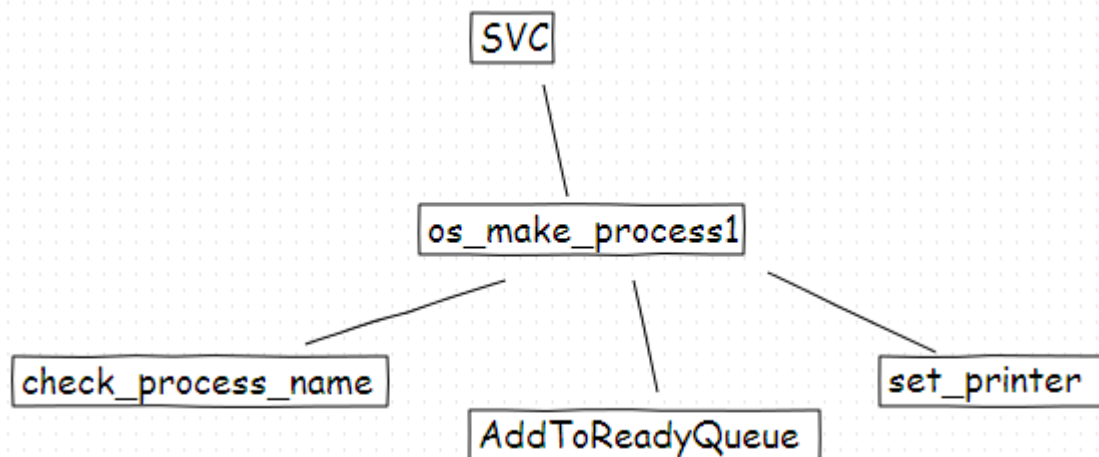 SVC
os_make_process1
check_process_name
set_printer
AddToReadyQueue